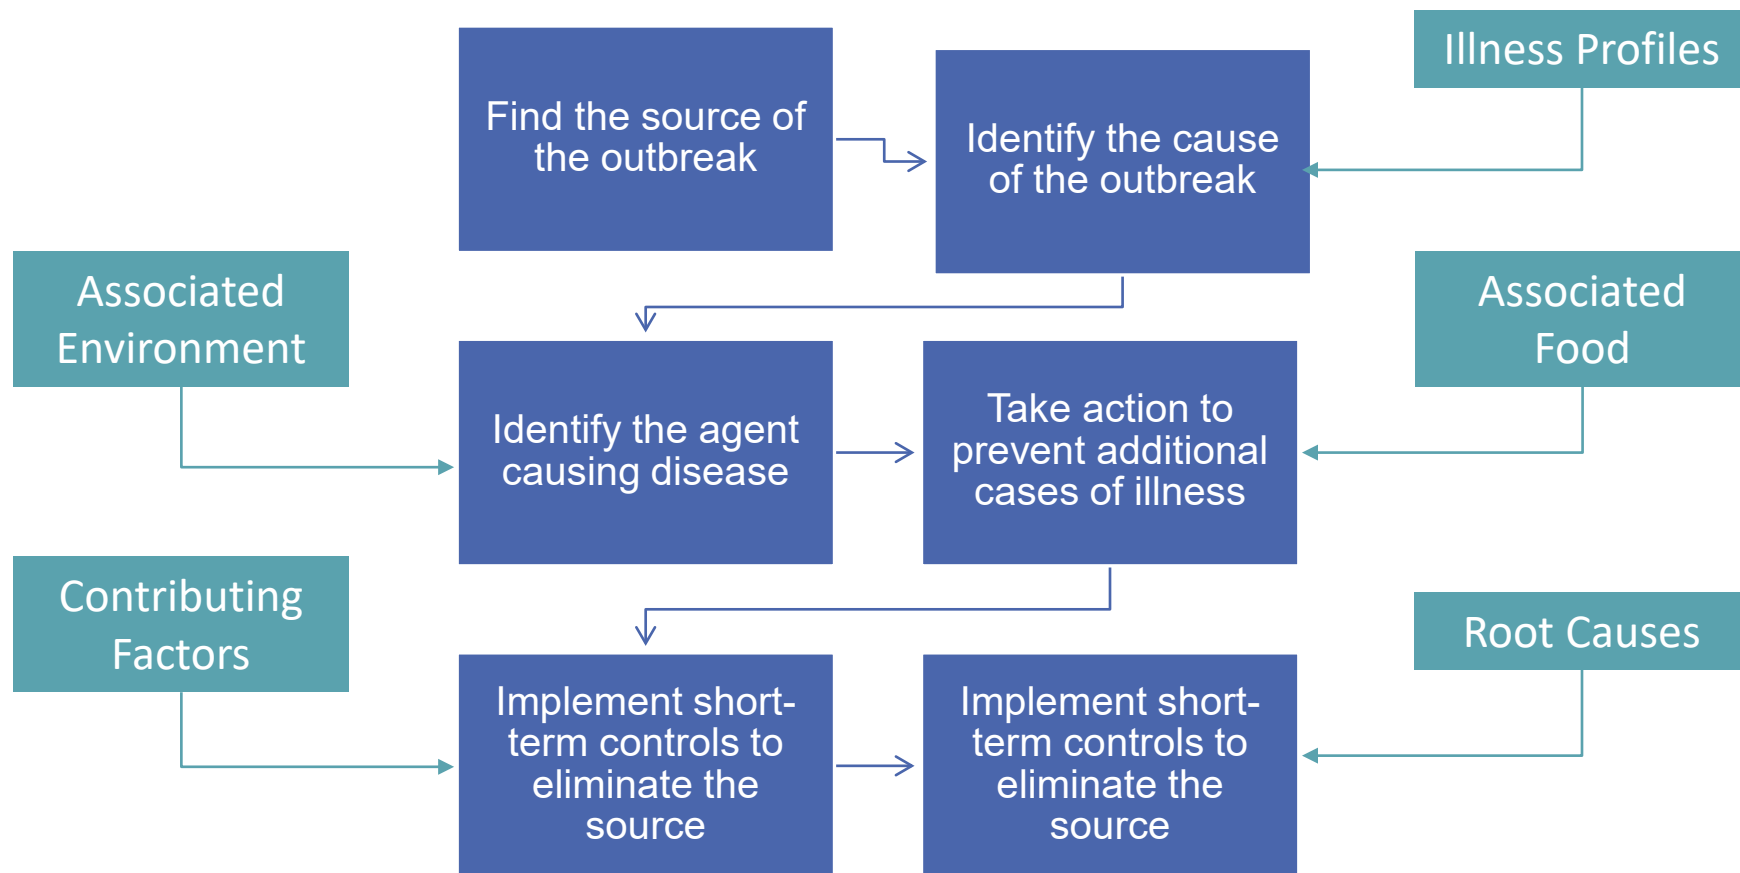 Illness Profiles
Find the source of
the outbreak
Identify the cause
of the outbreak
Associated
Environment
Associated
Food
Identify the agent
causing disease
Take action to
prevent additional
cases of illness
Contributing
Factors
Root Causes
Implement short-
term controls to
eliminate the
source
Implement short-
term controls to
eliminate the
source